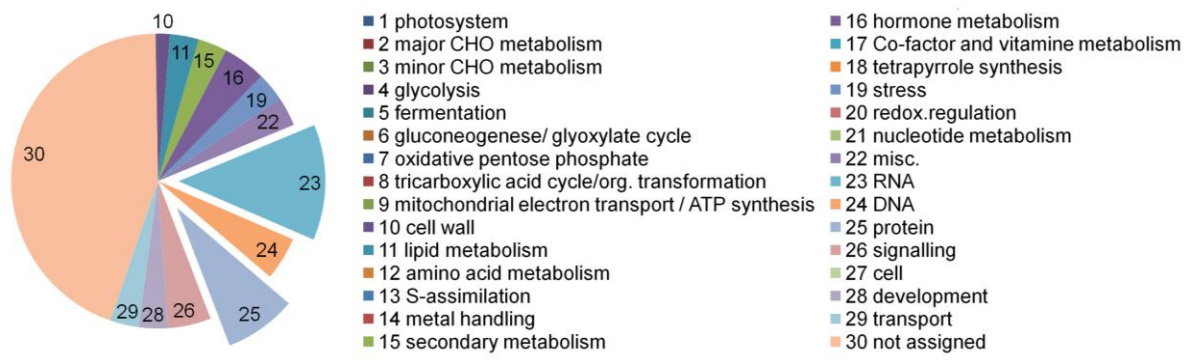 10
11
15
16
19
22
23
24
25
26
28
29
30
1 photosystem
2 major CHO metabolism
3 minor CHO metabolism
4 glycolysis
5 fermentation
6 gluconeogenese/ glyoxylate cycle
7 oxidative pentose phosphate
8 tricarboxylic acid cycle/org. transformation
9 mitochondrial electron transport / ATP synthesis
10 cell wall
11 lipid metabolism
12 amino acid metabolism
13 S-assimilation
14 metal handling
15 secondary metabolism
16 hormone metabolism
17 Co-factor and vitamine metabolism
18 tetrapyrrole synthesis
19 stress
20 redox.regulation
21 nucleotide metabolism
22 misc.
23 RNA
24 DNA
25 protein
26 signalling
27 cell
28 development
29 transport
30 not assigned